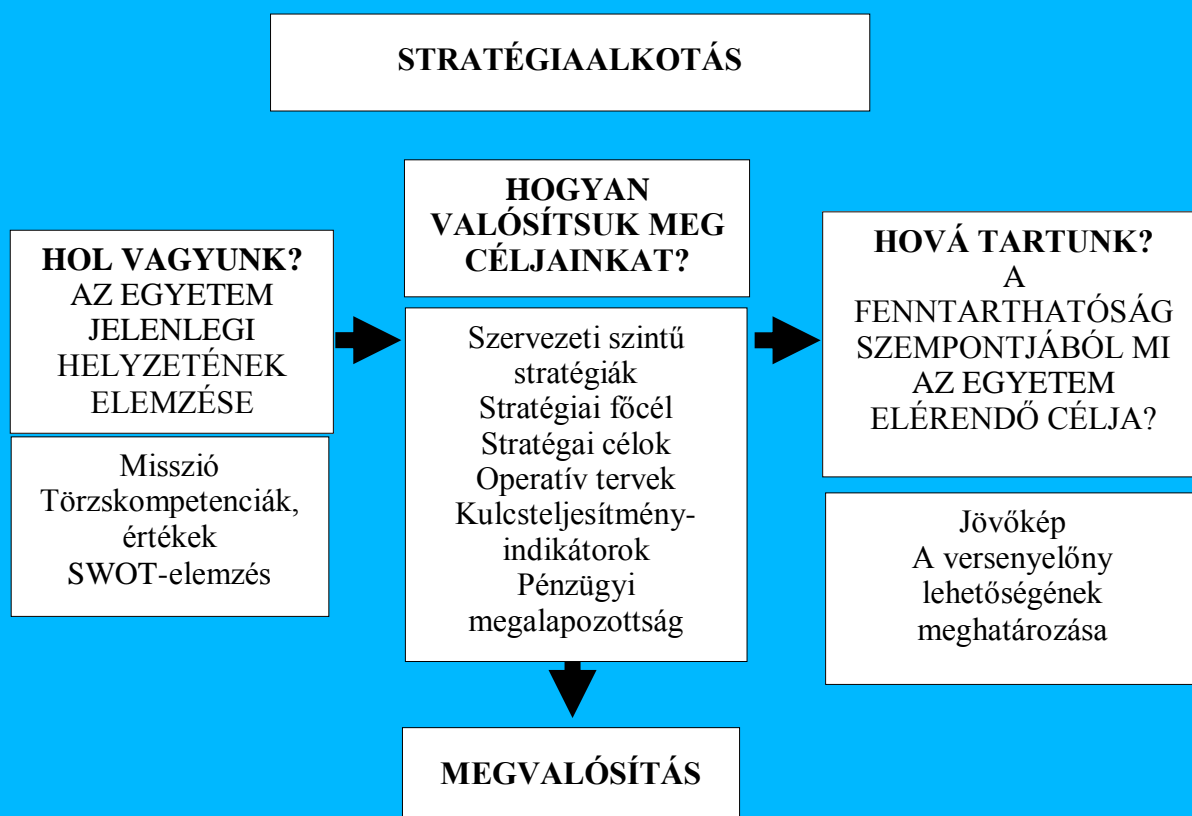 STRATÉGIAALKOTÁS
HOL VAGYUNK?
AZ EGYETEM
JELENLEGI
HELYZETÉNEK
ELEMZÉSE
Misszió
Törzskompetenciák,
értékek
SWOT-elemzés
HOGYAN
VALÓSÍTSUK MEG
CÉLJAINKAT?
Szervezeti szintű
stratégiák
Stratégiai főcél
Stratégai célok
Operatív tervek
Kulcsteljesítmény-
indikátorok
Pénzügyi
megalapozottság
HOVÁ TARTUNK?
A
FENNTARTHATÓSÁG
SZEMPONTJÁBÓL MI
AZ EGYETEM
ELÉRENDŐ CÉLJA?
Jövőkép
A versenyelőny
lehetőségének
meghatározása
MEGVALÓSÍTÁS